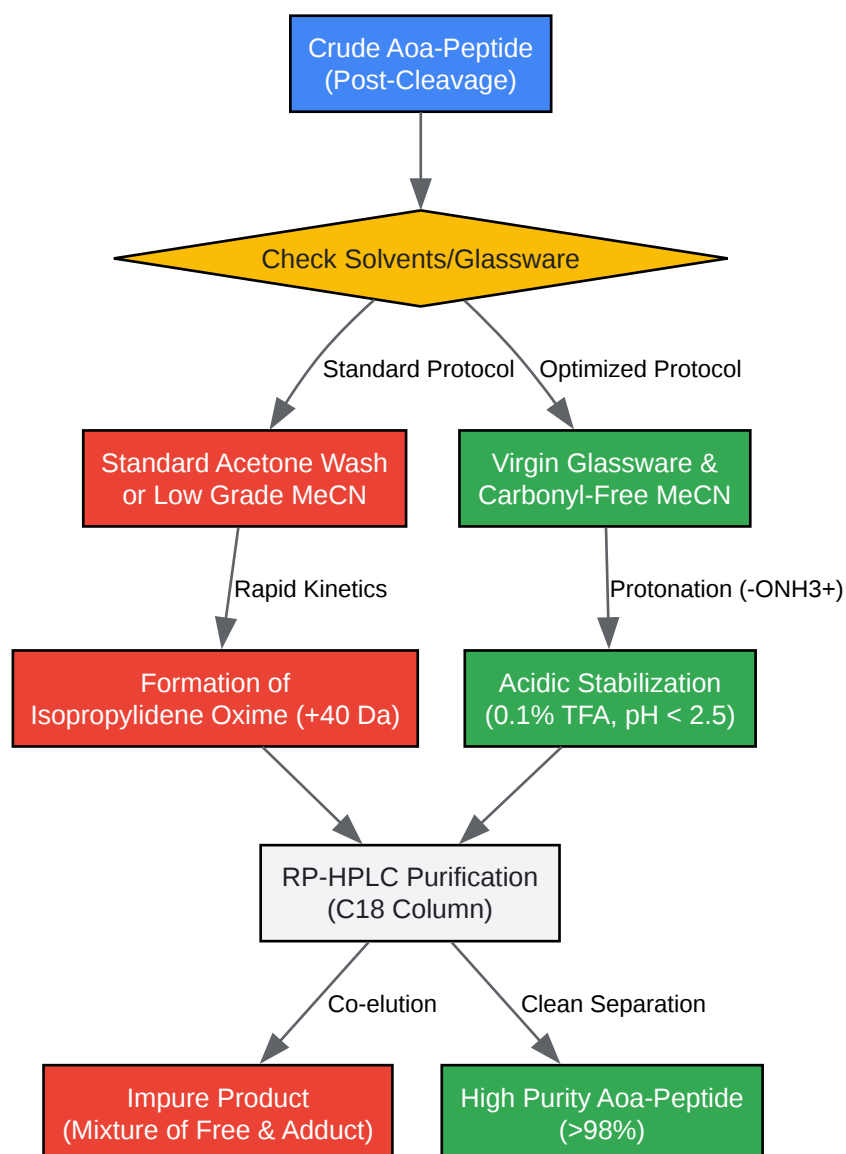 Crude Aoa-Peptide
(Post-Cleavage)
Check Solvents/Glassware
Standard Protocol
Optimized Protocol
Standard Acetone Wash
or Low Grade MeCN
Virgin Glassware &
Carbonyl-Free MeCN
Rapid Kinetics
Protonation (-ONH3+)
Formation of
Isopropylidene Oxime (+40 Da)
Acidic Stabilization
(0.1% TFA, pH < 2.5)
RP-HPLC Purification
(C18 Column)
Co-elution
Clean Separation
Impure Product
(Mixture of Free & Adduct)
High Purity Aoa-Peptide
(>98%)